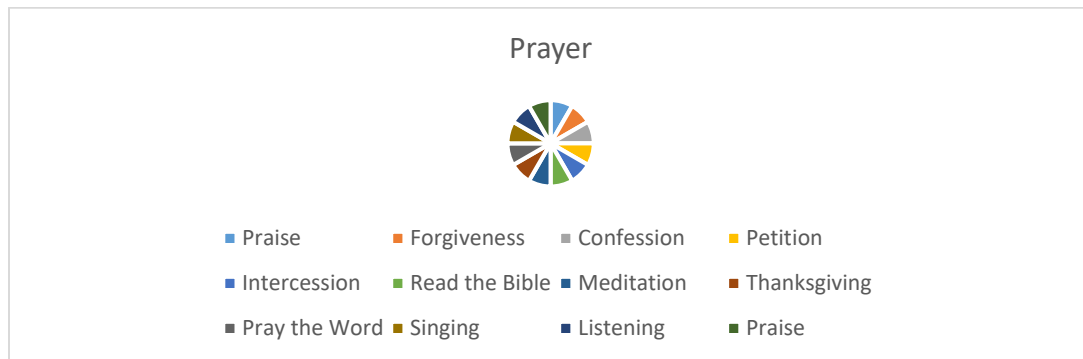 Prayer
Praise Forgiveness Confession Petition
Intercession Read the Bible Meditation Thanksgiving
Pray the Word Singing Listening Praise